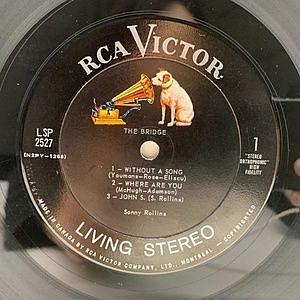 RCA VICTOR
THE BRIDGE
LSP
2527
(N2PY-1286)
1
"STEREO
ORTHOPHONIC"
HIGH
FIDELITY
1 – WITHOUT A SONG
(Youmans-Rose-Eliscu)
2 – WHERE ARE YOU
(McHugh-Adamson)
3 – JOHN S. (S. Rollins)
Sonny Rollins
LIVING STEREO
MADE IN CANADA BY RCA VICTOR COMPANY, LTD., MONTREAL –